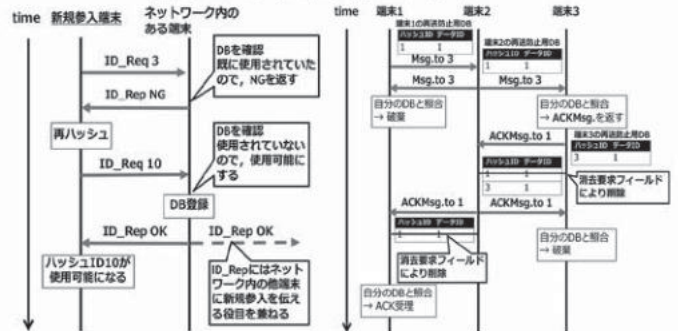 time 新規参入端末
ネットワーク内の
ある端末
ID_Req 3
DBを確認
既に使用されていた
ので，NGを返す
ID_Rep NG
再ハッシュ
DBを確認
使用されていない
ので，使用可能に
する
ID_Req 10
DB登録
ID_Rep OK
ID_Rep OK
ハッシュID10が
使用可能になる
ID_Repにはネット
ワーク内の他端末
に新規参入を伝え
る役目を兼ねる
time 端末1 端末2 端末3
端末1の再送防止用DB
ハッシュID データID
1 1
端末2の再送防止用DB
ハッシュID データID
1 1
Msg.to 3
Msg.to 3
Msg.to 3
自分のDBと照合
→ 破棄
自分のDBと照合
→ ACKMsg.を返す
ACKMsg.to 1
端末3の再送防止用DB
ハッシュID データID
3 1
ハッシュID データID
1 1
3 1
消去要求フィールド
により削除
ACKMsg.to 1
ACKMsg.to 1
ハッシュID データID
1 1
自分のDBと照合
→ 破棄
消去要求フィールド
により削除
自分のDBと照合
→ ACK受理